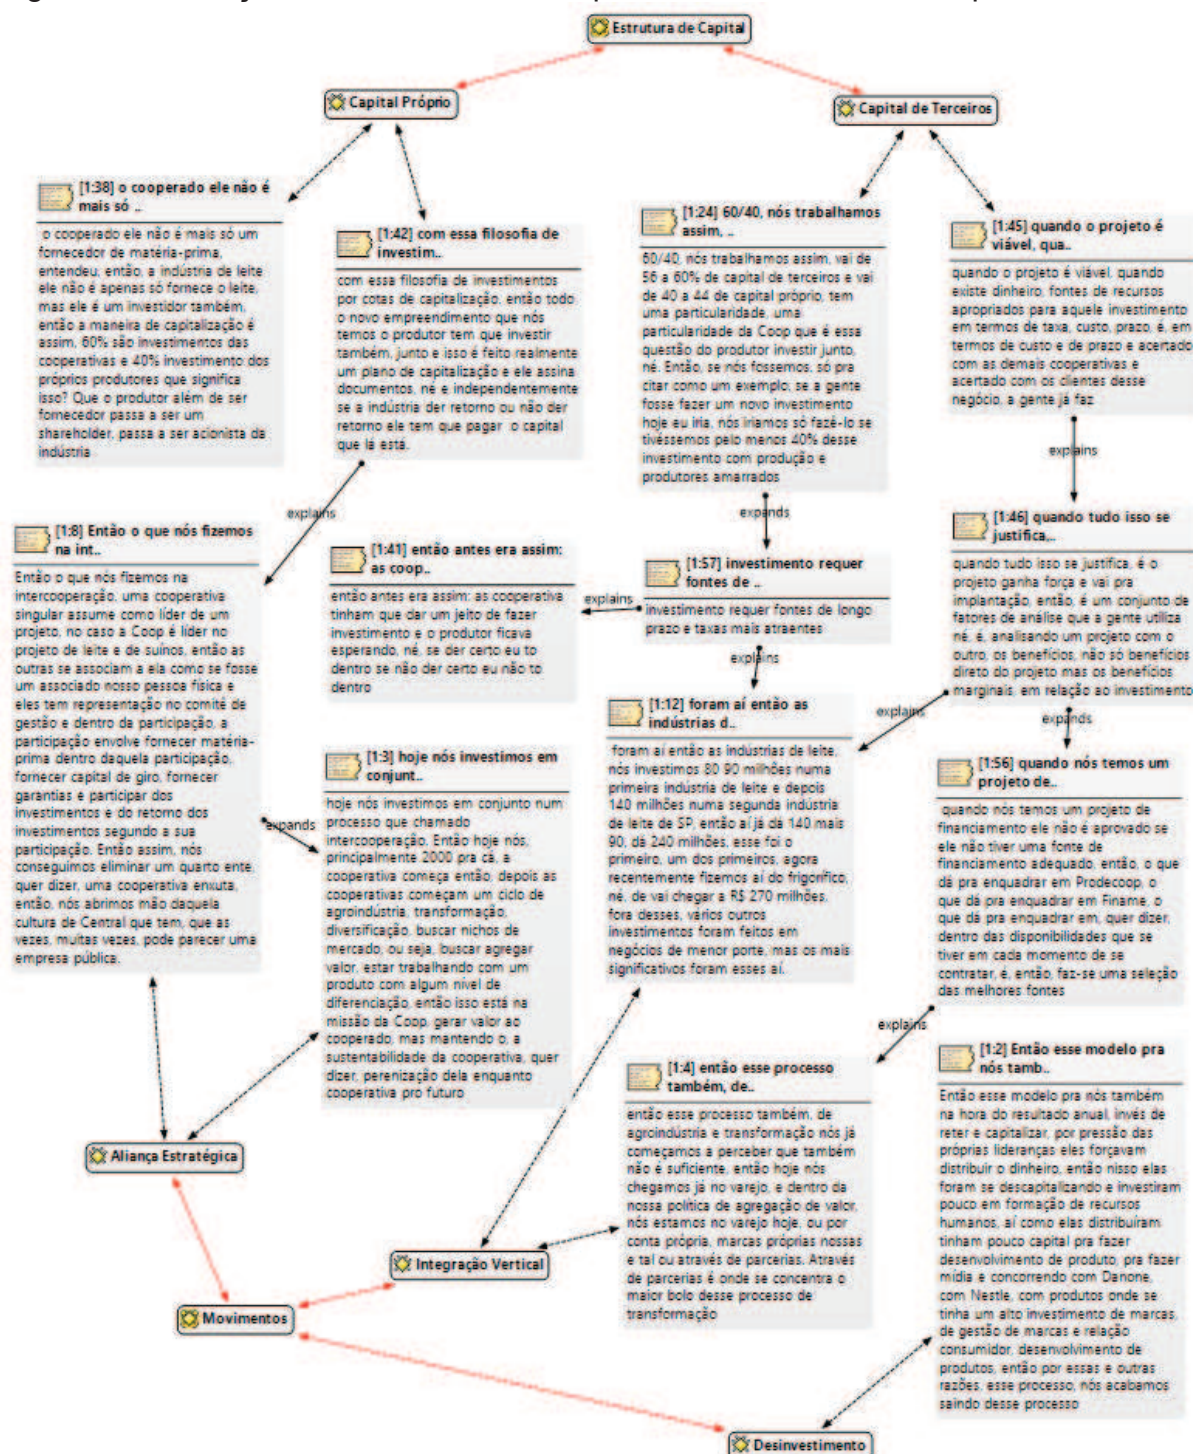 Estrutura de Capital
Capital Próprio
Capital de Terceiros
[1:38] o cooperado ele não é
mais só ..
o cooperado ele não é mais só um
fornecedor de matéria-prima,
entendeu, então, a indústria de leite
ele não é apenas só fornece o leite,
mas ele é um investidor também,
então a maneira de capitalização é
assim, 60% são investimentos das
cooperativas e 40% investimento dos
próprios produtores que significa
isso? Que o produtor além de ser
fornecedor passa a ser um
shareholder, passa a ser acionista da
indústria
[1:42] com essa filosofia de
investim..
com essa filosofia de investimentos
por cotas de capitalização, então todo
o novo empreendimento que nós
temos o produtor tem que investir
também, junto e isso é feito realmente
um plano de capitalização e ele assina
documentos, né e independentemente
se a indústria der retorno ou não der
retorno ele tem que pagar o capital
que lá está.
[1:24] 60/40, nós trabalhamos
assim, ..
60/40, nós trabalhamos assim, vai de
56 a 60% de capital de terceiros e vai
de 40 a 44 de capital próprio, tem
uma particularidade, uma
particularidade da Coop que é essa
questão do produtor investir junto,
né. Então, se nós fossemos, só pra
citar como um exemplo, se a gente
fosse fazer um novo investimento
hoje eu iria, nós iriamos só fazê-lo se
tivéssemos pelo menos 40% desse
investimento com produção e
produtores amarrados
[1:45] quando o projeto é
viável, qua..
quando o projeto é viável, quando
existe dinheiro, fontes de recursos
apropriados para aquele investimento
em termos de taxa, custo, prazo, é, em
termos de custo e de prazo e acertado
com as demais cooperativas e
acertado com os clientes desse
negócio, a gente já faz
explains
explains
[1:8] Então o que nós fizemos
na int..
Então o que nós fizemos na
intercooperação, uma cooperativa
singular assume como líder de um
projeto, no caso a Coop é líder no
projeto de leite e de suínos, então as
outras se associam a ela como se fosse
um associado nosso pessoa física e
eles tem representação no comitê de
gestão e dentro da participação, a
participação envolve fornecer matéria-
prima dentro daquela participação,
fornecer capital de giro, fornecer
garantias e participar dos
investimentos e do retorno dos
investimentos segundo a sua
participação. Então assim, nós
conseguimos eliminar um quarto ente,
quer dizer, uma cooperativa enxuta,
então, nós abrimos mão daquela
cultura de Central que tem, que as
vezes, muitas vezes, pode parecer uma
empresa pública.
[1:41] então antes era assim:
as coop..
então antes era assim: as cooperativa
tinham que dar um jeito de fazer
investimento e o produtor ficava
esperando, né, se der certo eu to
dentro se não der certo eu não to
dentro
expands
[1:57] investimento requer
fontes de ..
investimento requer fontes de longo
prazo e taxas mais atraentes
explains
explains
[1:46] quando tudo isso se
justifica,..
quando tudo isso se justifica, é o
projeto ganha força e vai pra
implantação, então, é um conjunto de
fatores de análise que a gente utiliza
né, é, analisando um projeto com o
outro, os benefícios, não só benefícios
direto do projeto mas os benefícios
marginais, em relação ao investimento
explains
expands
[1:12] foram aí então as
indústrias d..
foram aí então as indústrias de leite,
nós investimos 80 90 milhões numa
primeira indústria de leite e depois
140 milhões numa segunda indústria
de leite de SP, então aí já dá 140 mais
90, dá 240 milhões, esse foi o
primeiro, um dos primeiros, agora
recentemente fizemos aí do frigorífico,
né, de vai chegar a R$ 270 milhões,
fora desses, vários outros
investimentos foram feitos em
negócios de menor porte, mas os mais
significativos foram esses aí.
expands
[1:3] hoje nós investimos em
conjunt..
hoje nós investimos em conjunto num
processo que chamado
intercooperação. Então hoje nós,
principalmente 2000 pra cá, a
cooperativa começa então, depois as
cooperativas começam um ciclo de
agroindústria, transformação,
diversificação, buscar nichos de
mercado, ou seja, buscar agregar
valor, estar trabalhando com um
produto com algum nível de
diferenciação, então isso está na
missão da Coop, gerar valor ao
cooperado, mas mantendo o, a
sustentabilidade da cooperativa, quer
dizer, perenização dela enquanto
cooperativa pro futuro
[1:56] quando nós temos um
projeto de..
quando nós temos um projeto de
financiamento ele não é aprovado se
ele não tiver uma fonte de
financiamento adequado, então, o que
dá pra enquadrar em Prodecoop, o
que dá pra enquadrar em Finame, o
que dá pra enquadrar em, quer dizer,
dentro das disponibilidades que se
tiver em cada momento de se
contratar, é, então, faz-se uma seleção
das melhores fontes
explains
[1:4] então esse processo
também, de..
então esse processo também, de
agroindústria e transformação nós já
começamos a perceber que também
não é suficiente, então hoje nós
chegamos já no varejo, e dentro da
nossa política de agregação de valor,
nós estamos no varejo hoje, ou por
conta própria, marcas próprias nossas
e tal ou através de parcerias. Através
de parcerias é onde se concentra o
maior bolo desse processo de
transformação
[1:2] Então esse modelo pra
nós tamb..
Então esse modelo pra nós também
na hora do resultado anual, invés de
reter e capitalizar, por pressão das
próprias lideranças eles forçavam
distribuir o dinheiro, então nisso elas
foram se descapitalizando e investiram
pouco em formação de recursos
humanos, aí como elas distribuíram
tinham pouco capital pra fazer
desenvolvimento de produto, pra fazer
mídia e concorrendo com Danone,
com Nestle, com produtos onde se
tinha um alto investimento de marcas,
de gestão de marcas e relação
consumidor, desenvolvimento de
produtos, então por essas e outras
razões, esse processo, nós acabamos
saindo desse processo
Aliança Estratégica
Integração Vertical
Movimentos
Desinvestimento